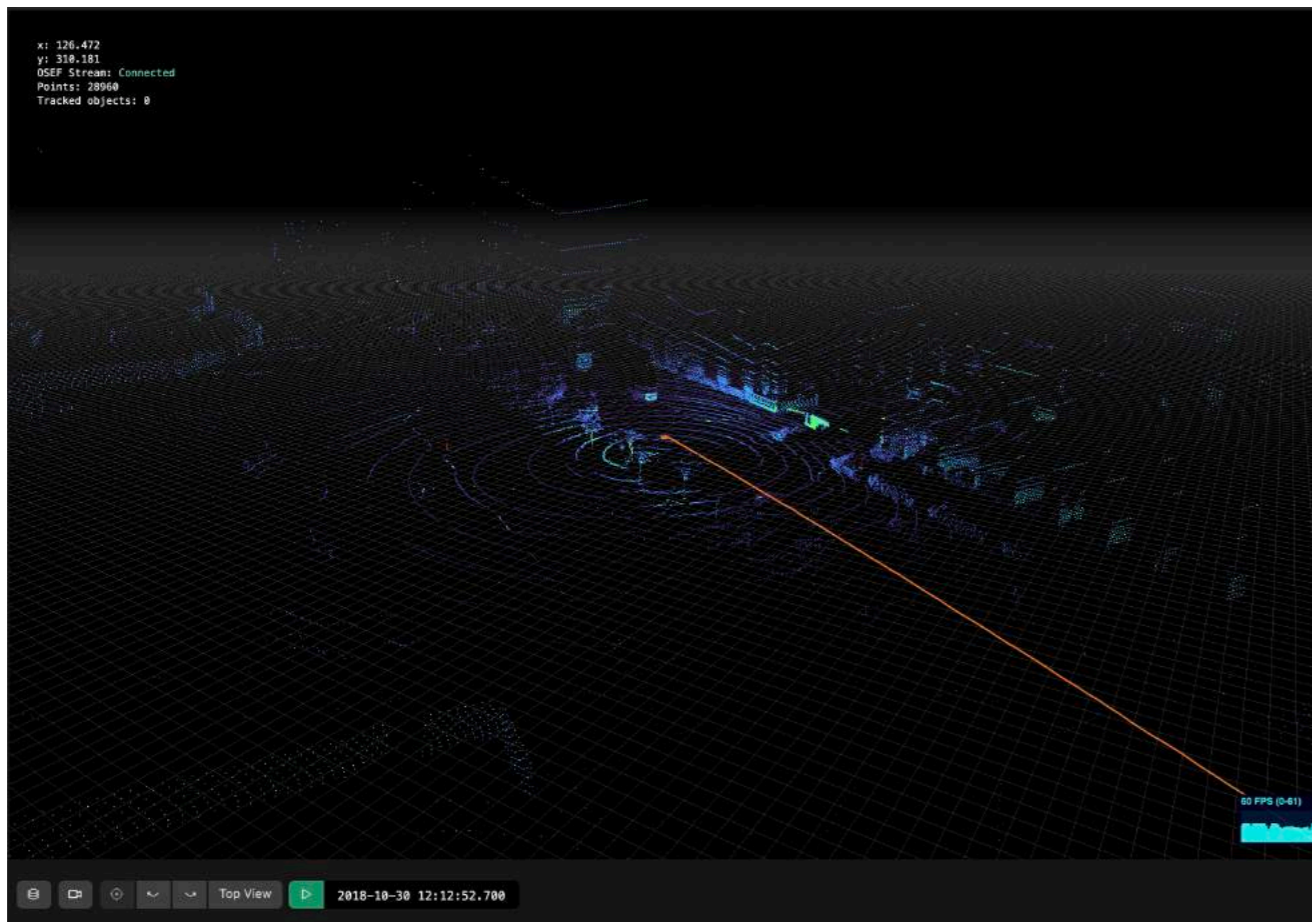 x: 126.472
y: 310.181
OSEF Stream: Connected
Points: 28960
Tracked objects: 0
60 FPS (0-61)
Top View
2018-10-30 12:12:52.700